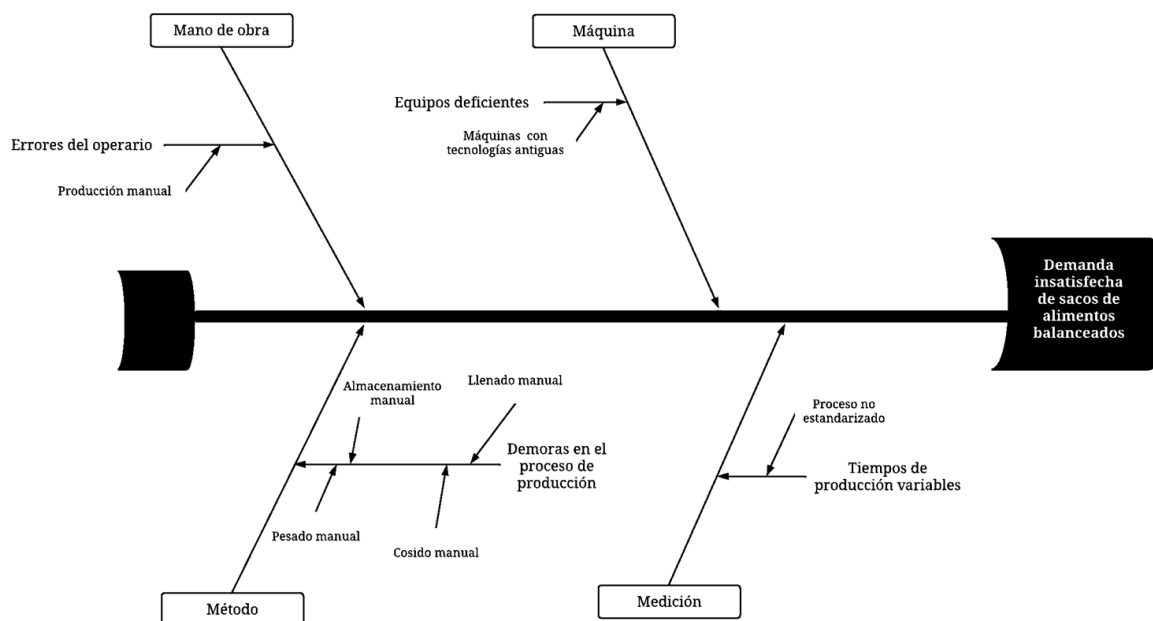 Mano de obra
Máquina
Equipos deficientes
Máquinas con
tecnologías antiguas
Errores del operario
Producción manual
Demanda
insatisfecha
de sacos de
alimentos
balanceados
Almacenamiento
manual
Llenado manual
Demoras en el
proceso de
producción
Pesado manual
Cosido manual
Proceso no
estandarizado
Tiempos de
producción variables
Método
Medición